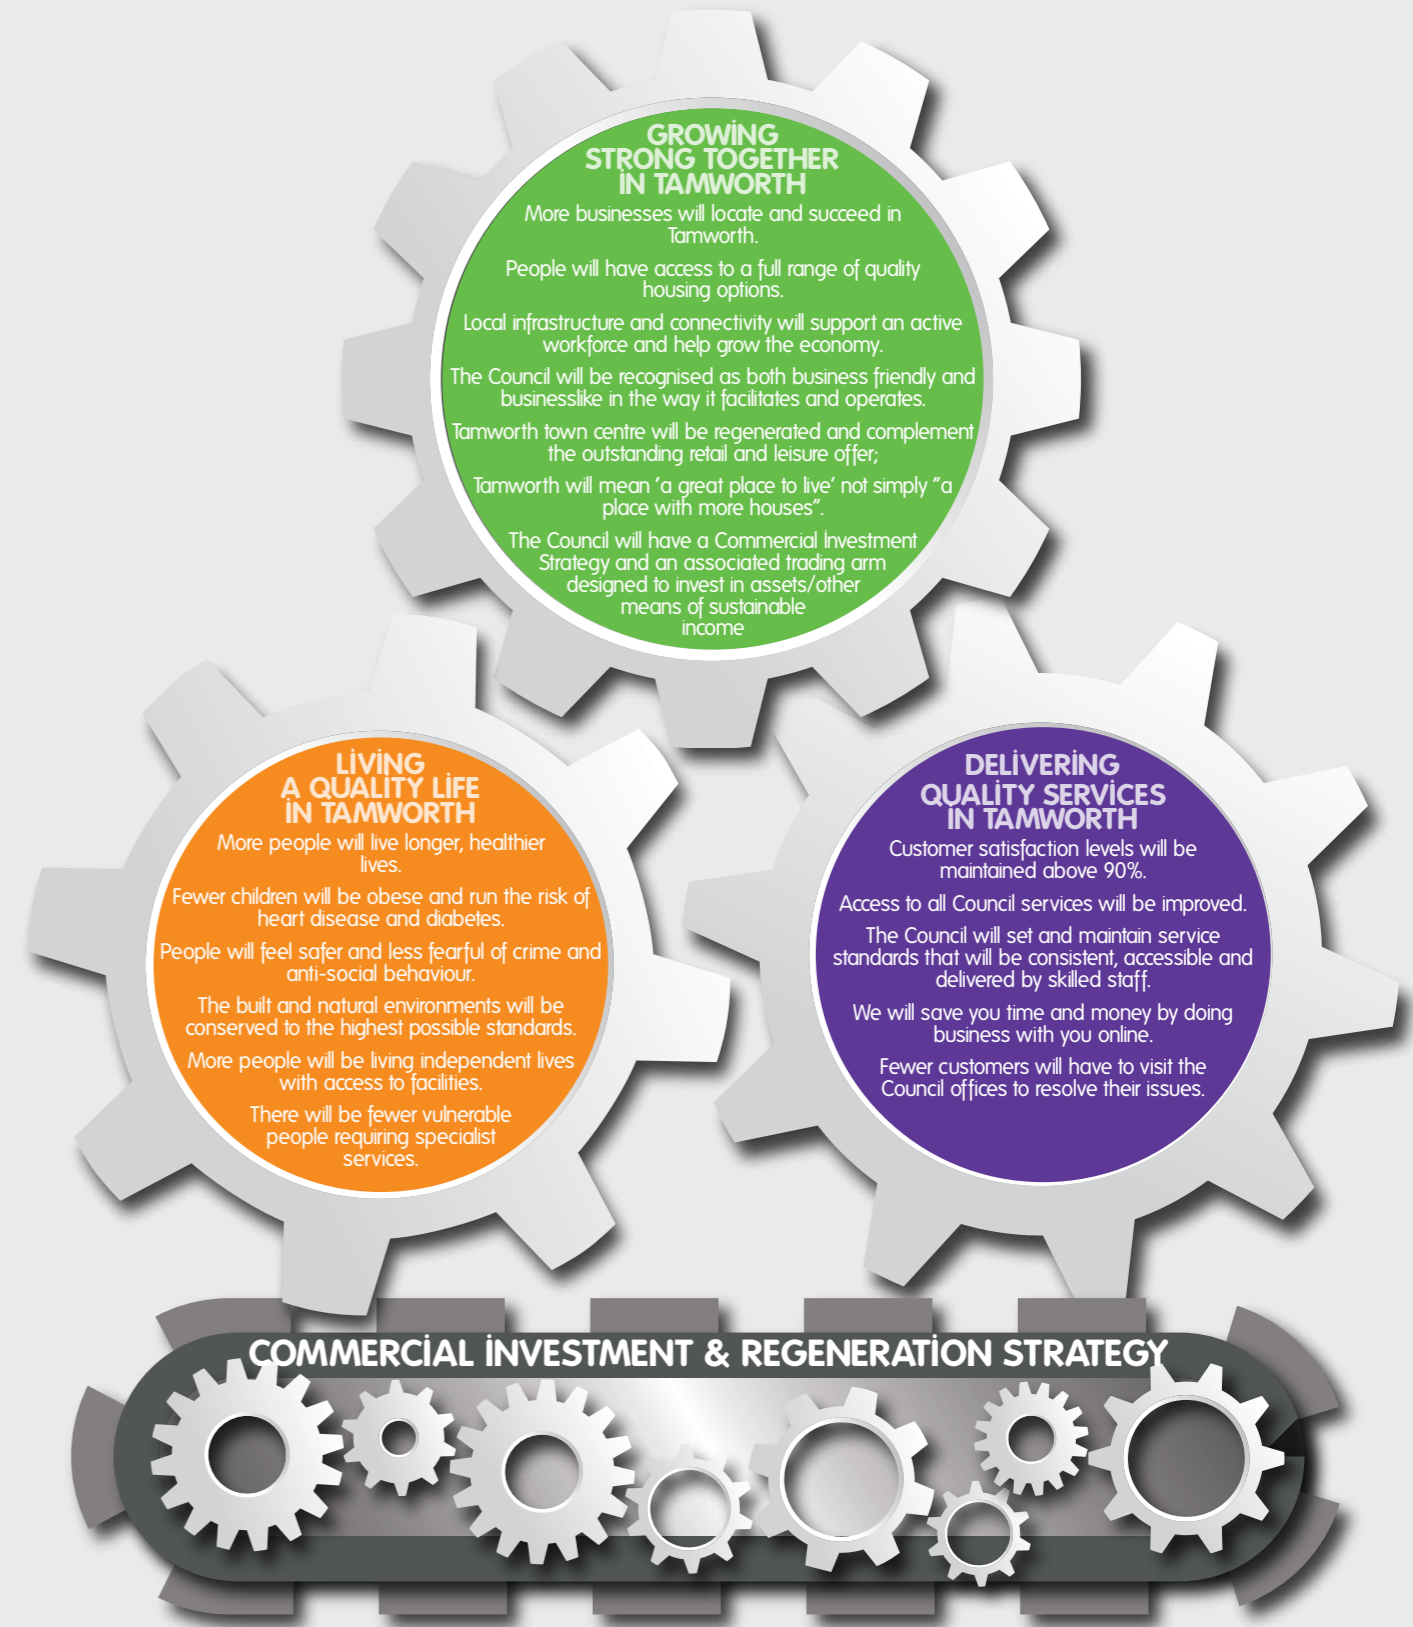 GROWING
STRONG TOGETHER
IN TAMWORTH
More businesses will locate and succeed in
Tamworth.
People will have access to a full range of quality
housing options.
Local infrastructure and connectivity will support an active
workforce and help grow the economy.
The Council will be recognised as both business friendly and
businesslike in the way it facilitates and operates.
Tamworth town centre will be regenerated and complement
the outstanding retail and leisure offer;
Tamworth will mean ‘a great place to live’ not simply “a
place with more houses”.
The Council will have a Commercial Investment
Strategy and an associated trading arm
designed to invest in assets/other
means of sustainable
income
LIVING
A QUALITY LIFE
IN TAMWORTH
More people will live longer, healthier
lives.
Fewer children will be obese and run the risk of
heart disease and diabetes.
People will feel safer and less fearful of crime and
anti-social behaviour.
The built and natural environments will be
conserved to the highest possible standards.
More people will be living independent lives
with access to facilities.
There will be fewer vulnerable
people requiring specialist
services.
DELIVERING
QUALITY SERVICES
IN TAMWORTH
Customer satisfaction levels will be
maintained above 90%.
Access to all Council services will be improved.
The Council will set and maintain service
standards that will be consistent, accessible and
delivered by skilled staff.
We will save you time and money by doing
business with you online.
Fewer customers will have to visit the
Council offices to resolve their issues.
COMMERCIAL INVESTMENT & REGENERATION STRATEGY